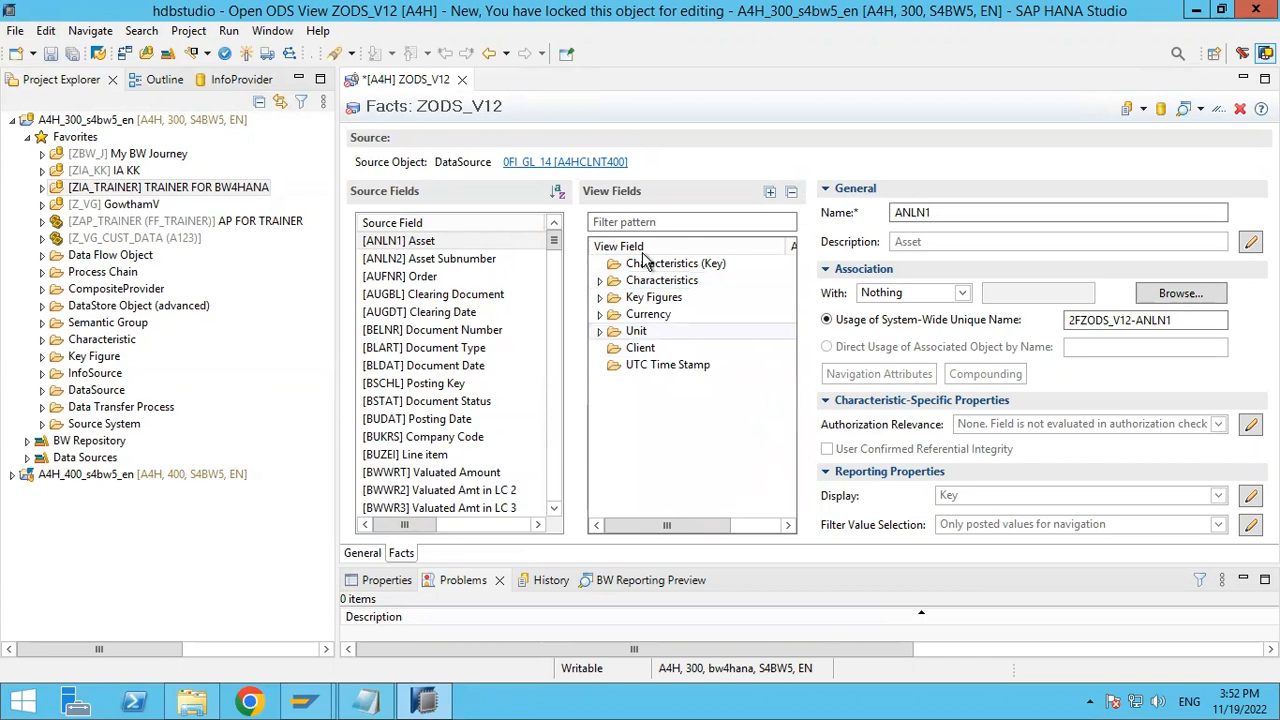 hdbstudio - Open ODS View ZODS_V12 [A4H] - New, You have locked this object for editing - A4H_300_s4bw5_en [A4H, 300, S4BW5, EN] - SAP HANA Studio
File Edit Navigate Search Project Run Window Help
Project Explorer Outline InfoProvider
A4H_300_s4bw5_en [A4H, 300, S4BW5, EN]
Favorites
[ZBW_J] My BW Journey
[ZIA_KK] IA KK
[ZIA_TRAINER] TRAINER FOR BW4HANA
[Z_VG] GowthamV
[ZAP_TRAINER (FF_TRAINER)] AP FOR TRAINER
[Z_VG_CUST_DATA (A123)]
Data Flow Object
Process Chain
CompositeProvider
DataStore Object (advanced)
Semantic Group
Characteristic
Key Figure
InfoSource
DataSource
Data Transfer Process
Source System
BW Repository
Data Sources
A4H_400_s4bw5_en [A4H, 400, S4BW5, EN]
*[A4H] ZODS_V12
Facts: ZODS_V12
Source:
Source Object: DataSource 0FI_GL_14 [A4HCLNT400]
Source Fields
Source Field
[ANLN1] Asset
[ANLN2] Asset Subnumber
[AUFNR] Order
[AUGBL] Clearing Document
[AUGDT] Clearing Date
[BELNR] Document Number
[BLART] Document Type
[BLDAT] Document Date
[BSCHL] Posting Key
[BSTAT] Document Status
[BUDAT] Posting Date
[BUKRS] Company Code
[BUZEI] Line item
[BWWRT] Valuated Amount
[BWWR2] Valuated Amt in LC 2
[BWWR3] Valuated Amt in LC 3
View Fields
Filter pattern
View Field A
Characteristics (Key)
Characteristics
Key Figures
Currency
Unit
Client
UTC Time Stamp
General
Name:* ANLN1
Description: Asset
Association
With: Nothing Browse...
Usage of System-Wide Unique Name: 2FZODS_V12-ANLN1
Direct Usage of Associated Object by Name:
Navigation Attributes Compounding
Characteristic-Specific Properties
Authorization Relevance: None. Field is not evaluated in authorization check
User Confirmed Referential Integrity
Reporting Properties
Display: Key
Filter Value Selection: Only posted values for navigation
General Facts
Properties Problems History BW Reporting Preview
0 items
Description
Writable A4H, 300, bw4hana, S4BW5, EN
ENG
3:52 PM
11/19/2022